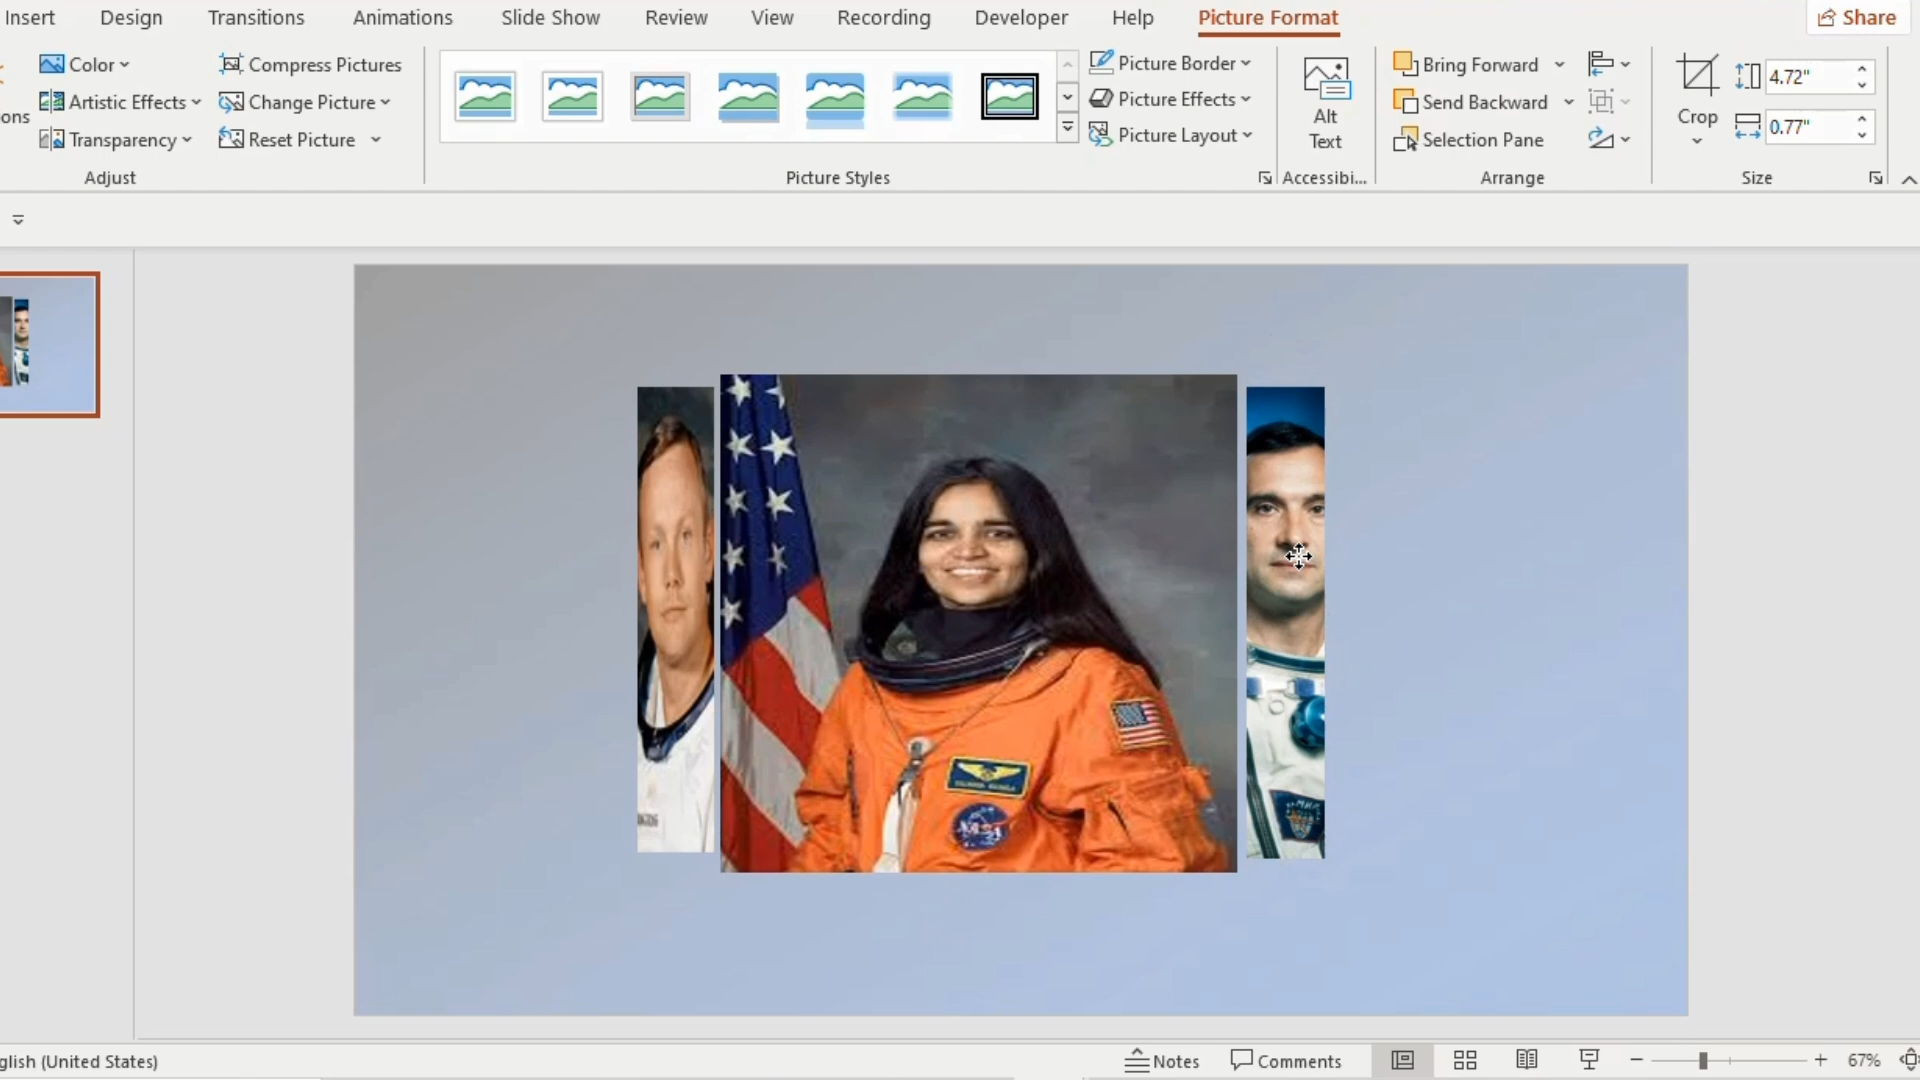 Insert Design Transitions Animations Slide Show Review View Recording Developer Help Picture Format Share
ons
Color
Artistic Effects
Transparency
Compress Pictures
Change Picture
Reset Picture
Adjust
Picture Styles
Picture Border
Picture Effects
Picture Layout
Alt
Text
Accessibi...
Bring Forward
Send Backward
Selection Pane
Arrange
Crop
4.72"
0.77"
Size
NASA
glish (United States)
Notes
Comments
67%